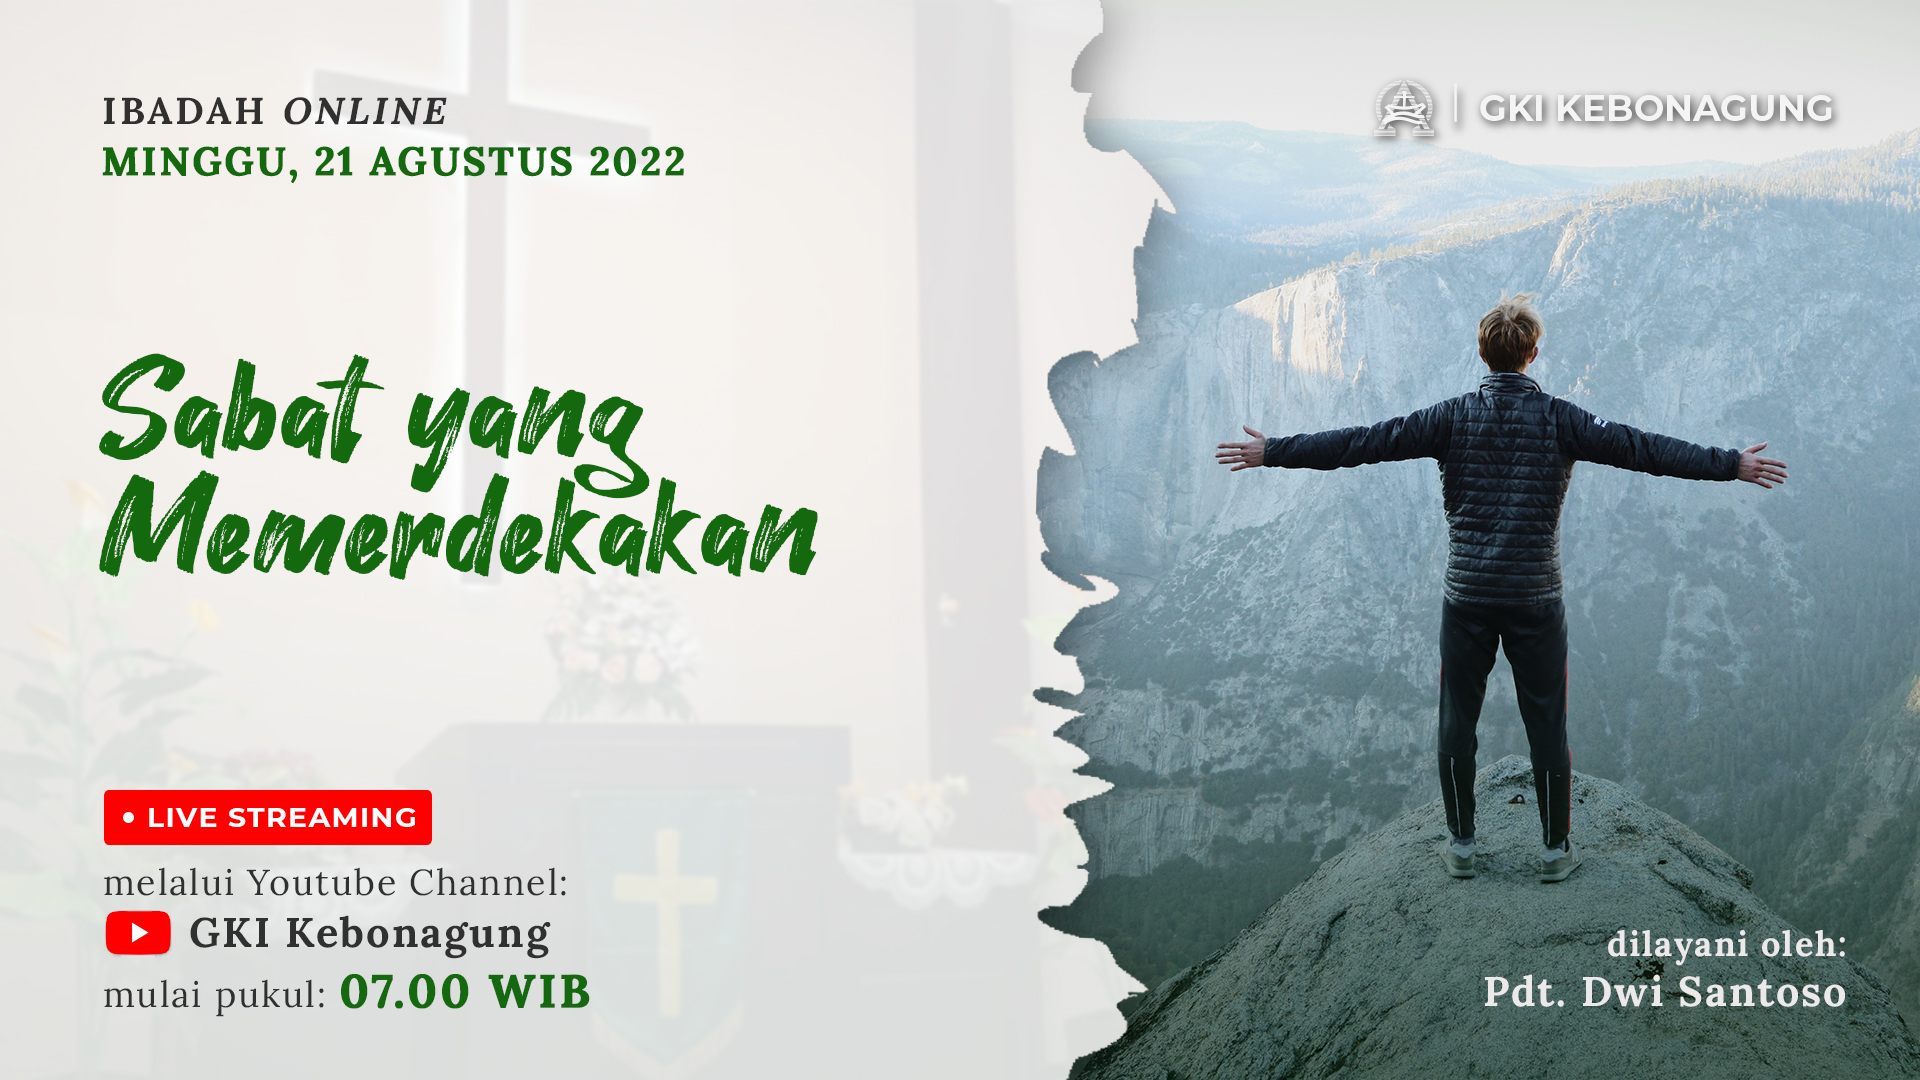 IBADAH ONLINE
MINGGU, 21 AGUSTUS 2022
GKI KEBONAGUNG
Sabat yang
Memerdekakan
• LIVE STREAMING
melalui Youtube Channel:
GKI Kebonagung
mulai pukul: 07.00 WIB
dilayani oleh:
Pdt. Dwi Santoso